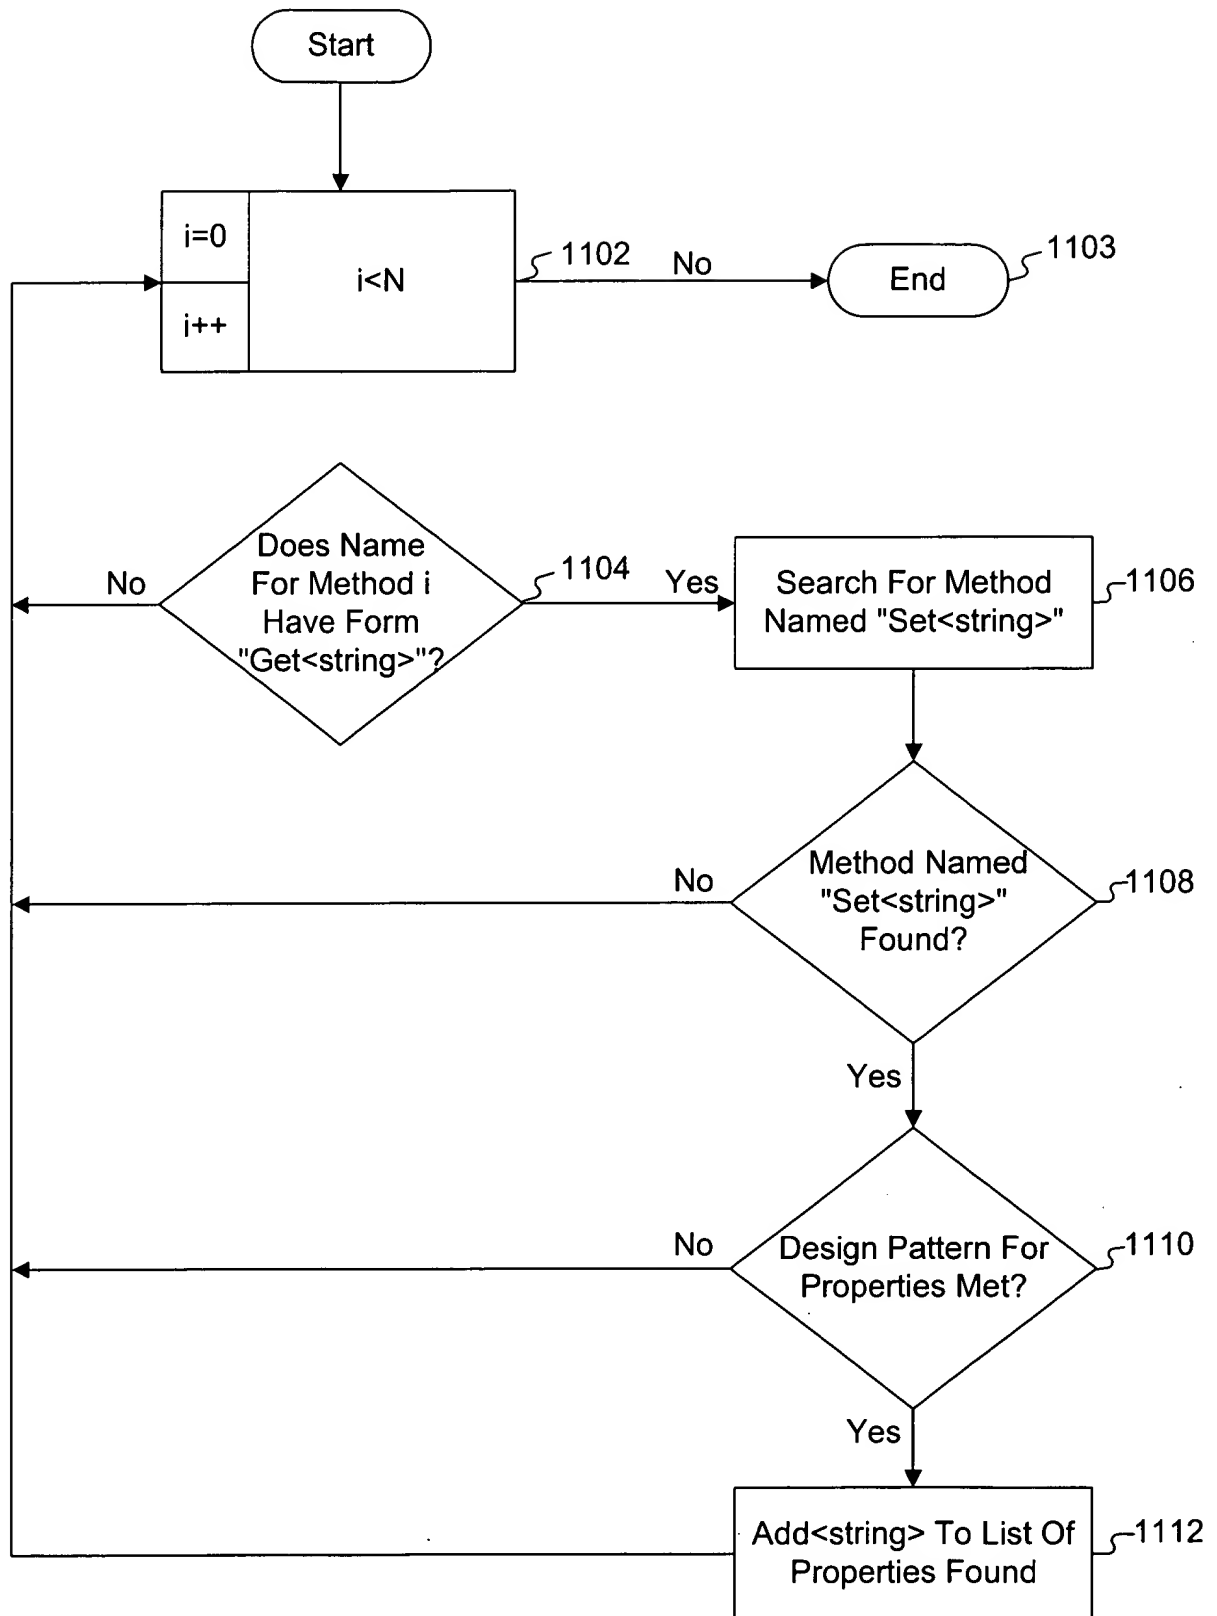 Start
i=0
i<N
i++
1102
No
End
1103
Does Name
For Method i
Have Form
"Get<string>"?
1104
No
Yes
Search For Method
Named "Set<string>"
1106
Method Named
"Set<string>"
Found?
1108
No
Yes
Design Pattern For
Properties Met?
1110
No
Yes
Add<string> To List Of
Properties Found
1112